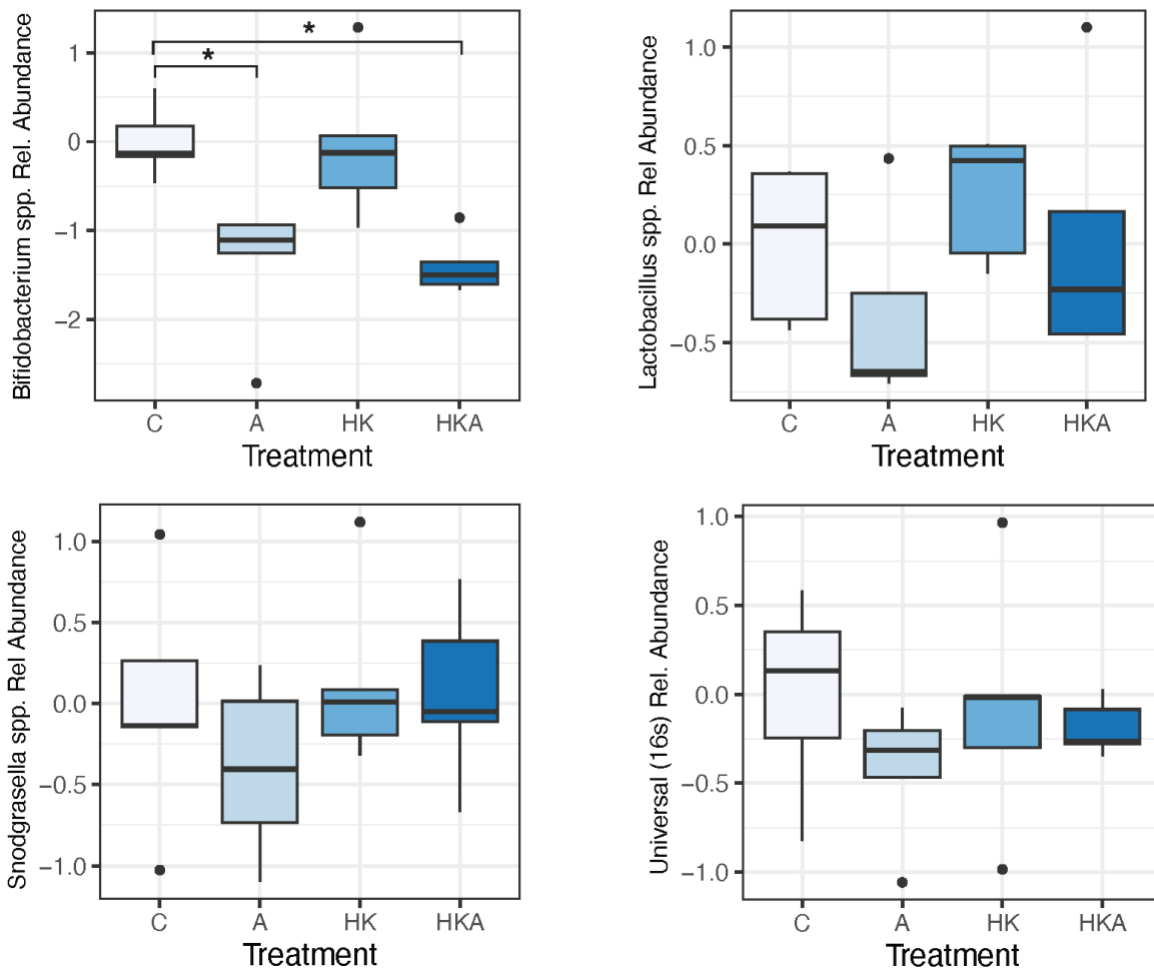 Bifidobacterium spp. Rel. Abundance
1
0
−1
−2
*
*
C A HK HKA
Treatment
Lactobacillus spp. Rel Abundance
1.0
0.5
0.0
−0.5
C A HK HKA
Treatment
Snodgrasella spp. Rel Abundance
1.0
0.5
0.0
−0.5
−1.0
C A HK HKA
Treatment
Universal (16s) Rel. Abundance
1.0
0.5
0.0
−0.5
−1.0
C A HK HKA
Treatment